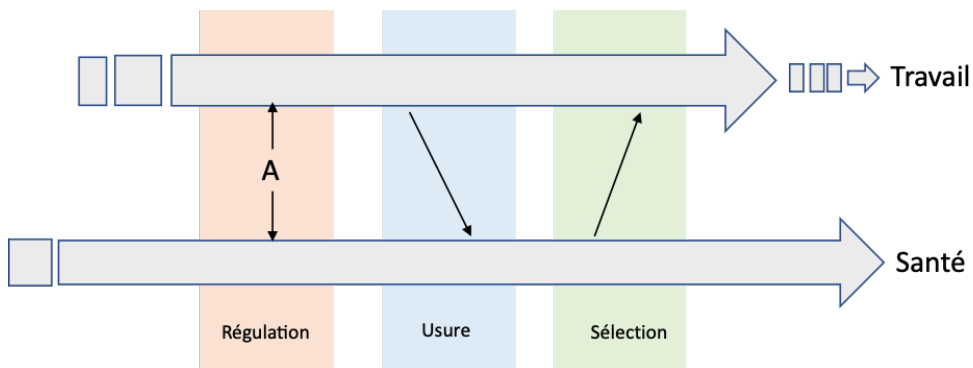 Travail
A
Santé
Régulation
Usure
Sélection